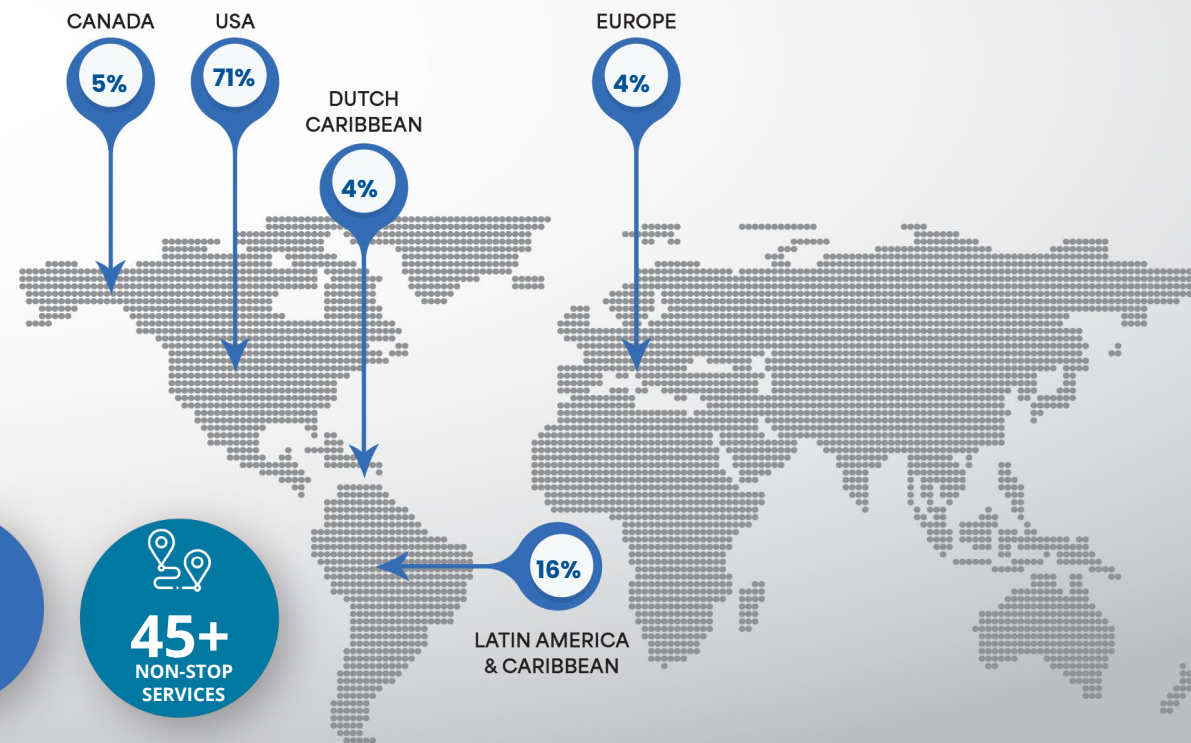 CANADA
5%
USA
71%
DUTCH
CARIBBEAN
4%
EUROPE
4%
16%
LATIN AMERICA
& CARIBBEAN
45+
NON-STOP
SERVICES